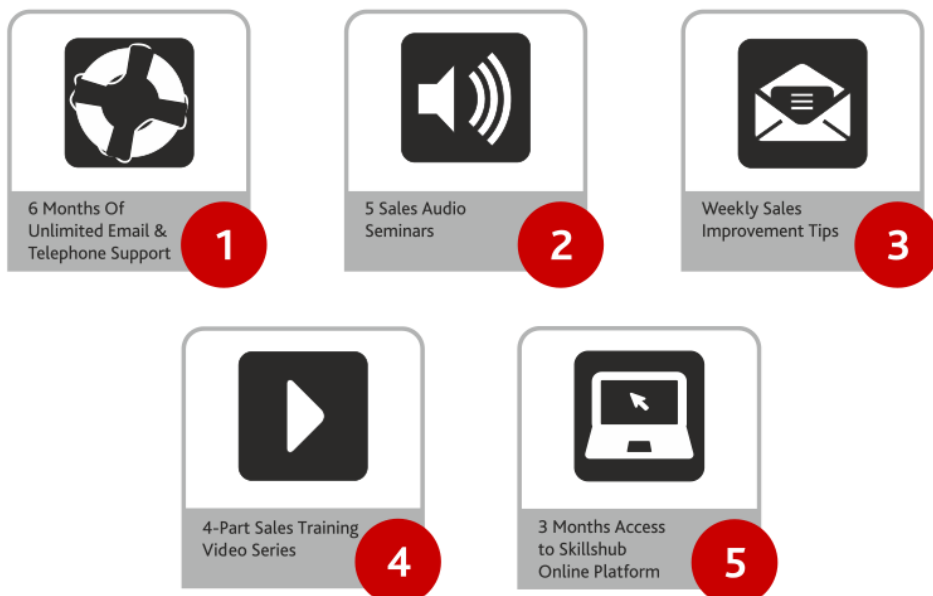 6 Months Of
Unlimited Email &
Telephone Support
1
5 Sales Audio
Seminars
2
Weekly Sales
Improvement Tips
3
4-Part Sales Training
Video Series
4
3 Months Access
to Skillshub
Online Platform
5